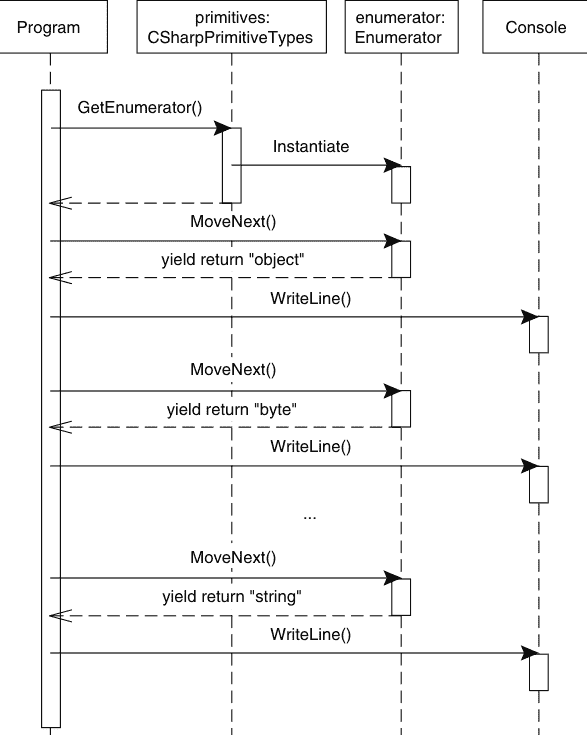 Program
primitives:
CSharpPrimitiveTypes
enumerator:
Enumerator
Console
GetEnumerator()
Instantiate
MoveNext()
yield return "object"
WriteLine()
MoveNext()
yield return "byte"
WriteLine()
...
MoveNext()
yield return "string"
WriteLine()